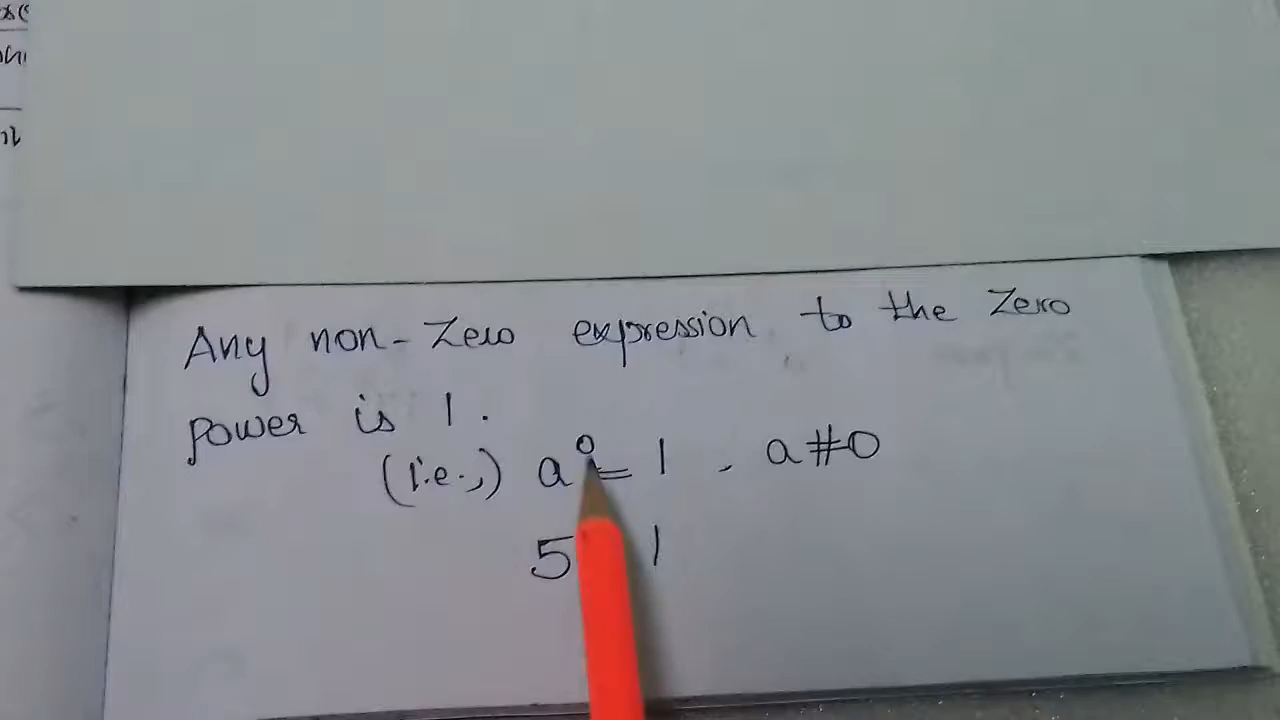 Any non-Zero expression to the Zero
power is 1.
(i.e.,) a⁰ = 1 . a#0
5 1